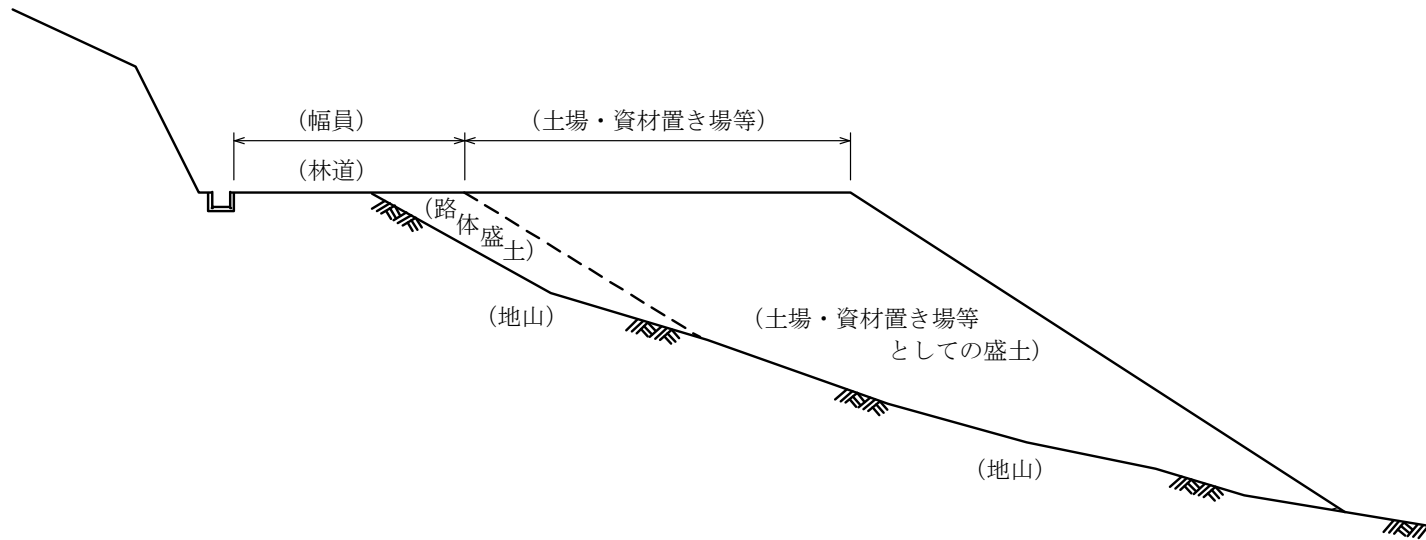 （幅員）
（土場・資材置き場等）
（林道）
（路体盛土）
（地山）
（土場・資材置き場等
としての盛土）
（地山）